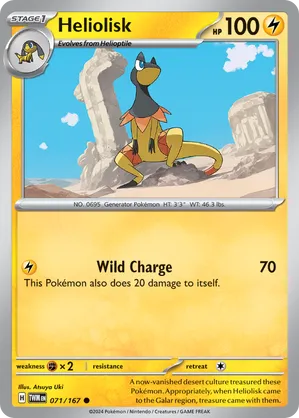 STAGE 1
Heliolisk
HP 100
Evolves from Helioptile
NO. 0695 Generator Pokémon HT: 3'3" WT: 46.3 lbs.
Wild Charge 70
This Pokémon also does 20 damage to itself.
weakness ×2 resistance retreat
Illus. Atsuya Uki
H TWM EN 071/167
A now-vanished desert culture treasured these
Pokémon. Appropriately, when Heliolisk came
to the Galar region, treasure came with them.
©2024 Pokémon / Nintendo / Creatures / GAME FREAK